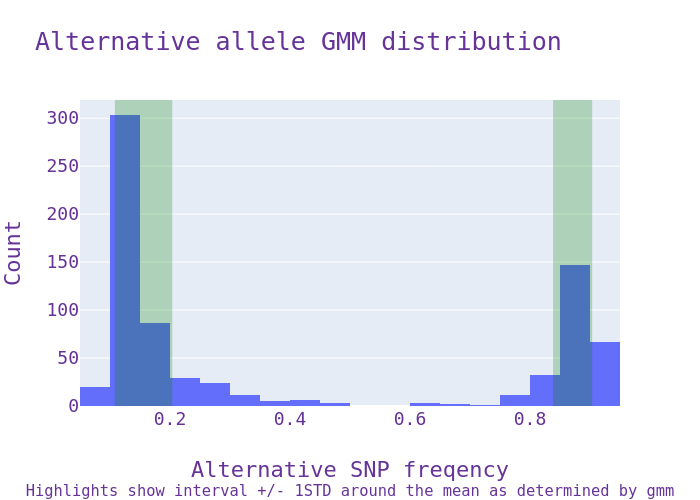 Alternative allele GMM distribution
300
250
200
150
100
50
0
Count
0.2 0.4 0.6 0.8
Alternative SNP freqency
Highlights show interval +/- 1STD around the mean as determined by gmm